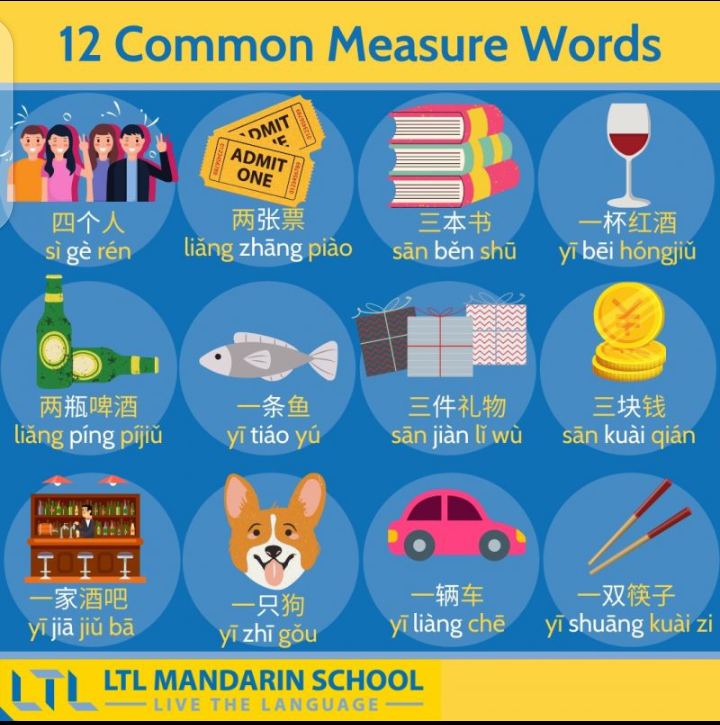 12 Common Measure Words
ADMIT
ADMIT
ONE
四个人
sì gè rén
两张票
liǎng zhāng piào
三本书
sān běn shū
一杯红酒
yī bēi hóngjiǔ
两瓶啤酒
liǎng píng píjiǔ
一条鱼
yī tiáo yú
三件礼物
sān jiàn lǐ wù
三块钱
sān kuài qián
一家酒吧
yī jiā jiǔ bā
一只狗
yī zhī gǒu
一辆车
yī liàng chē
一双筷子
yī shuāng kuài zi
LTL LTL MANDARIN SCHOOL
LIVE THE LANGUAGE